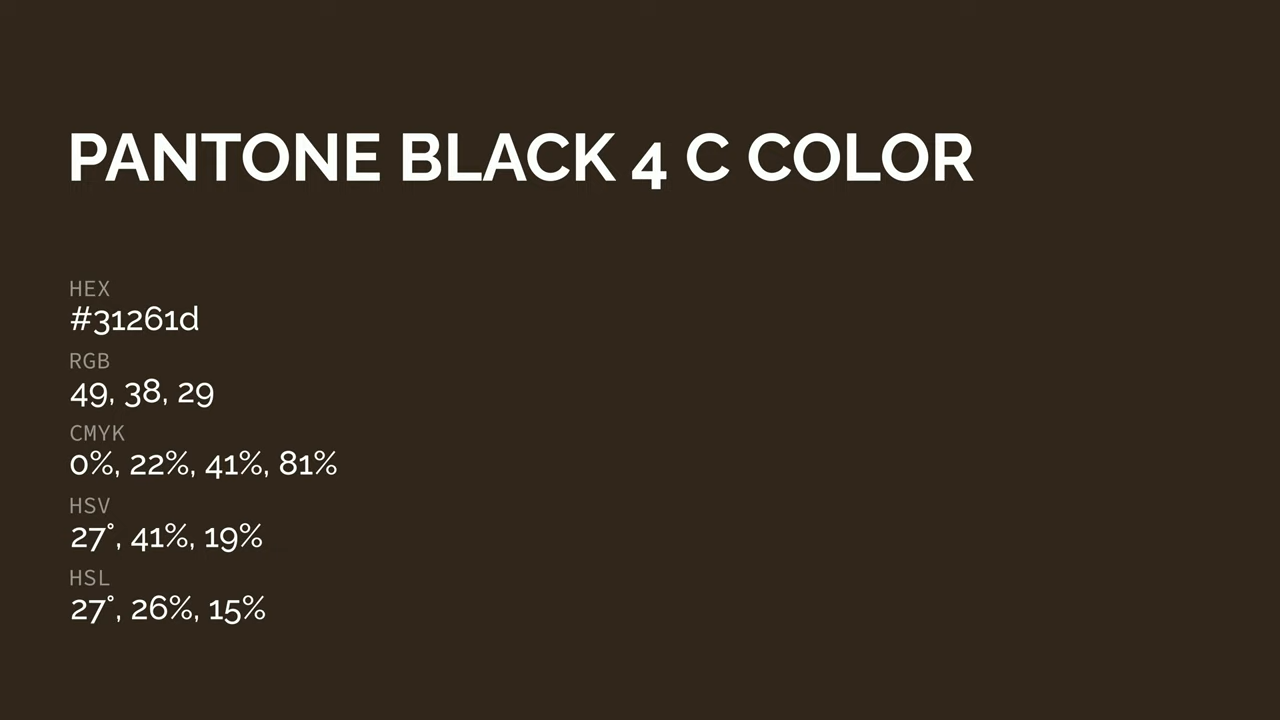 PANTONE BLACK 4 C COLOR
HEX
#31261d
RGB
49, 38, 29
CMYK
0%, 22%, 41%, 81%
HSV
27°, 41%, 19%
HSL
27°, 26%, 15%